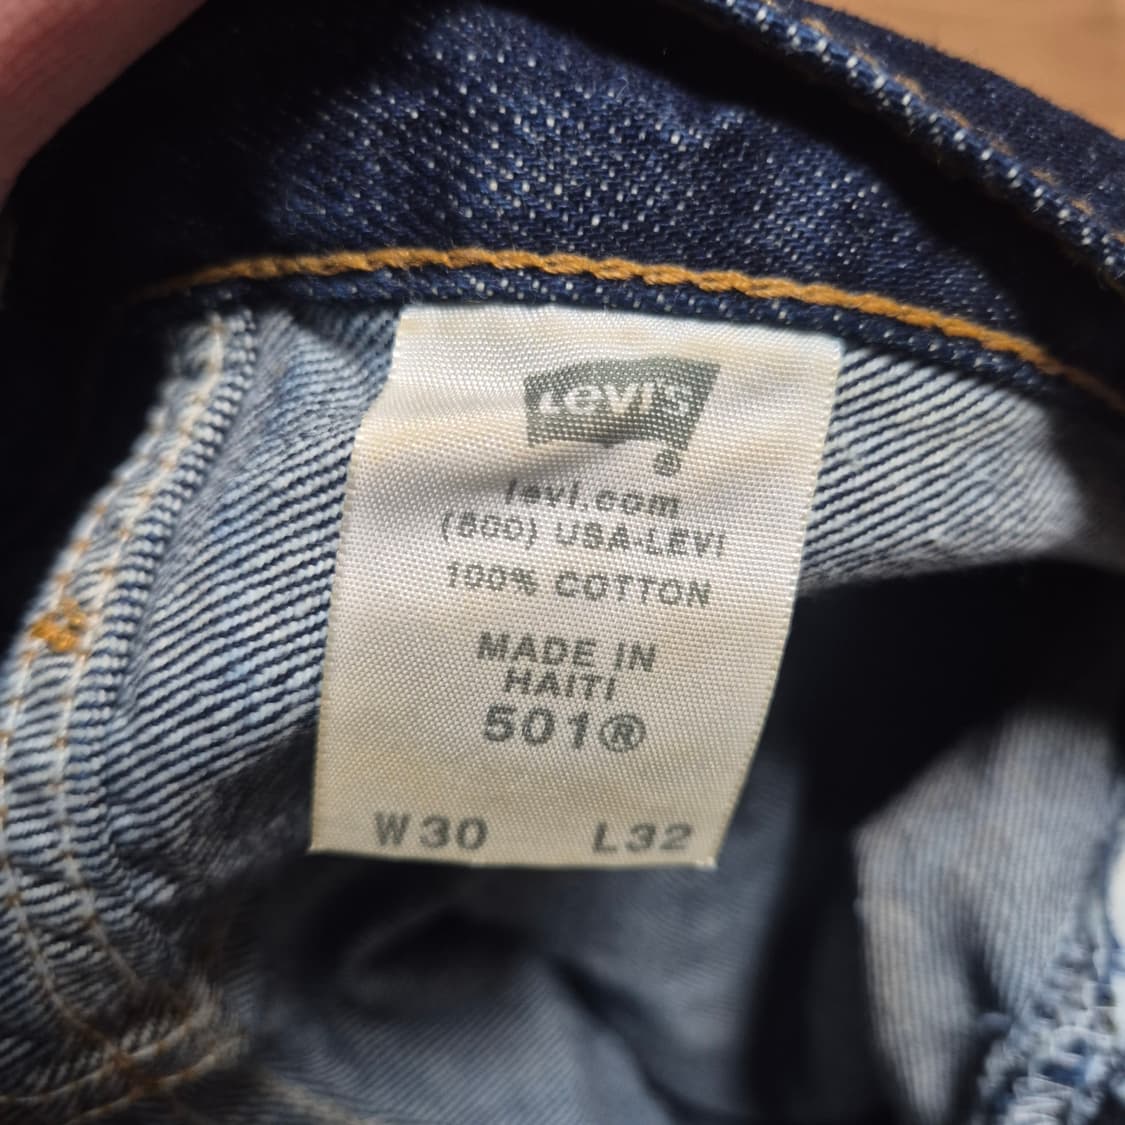 LEVI'S
®
levi.com
(800) USA-LEVI
100% COTTON
MADE IN
HAITI
501®
W30 L32